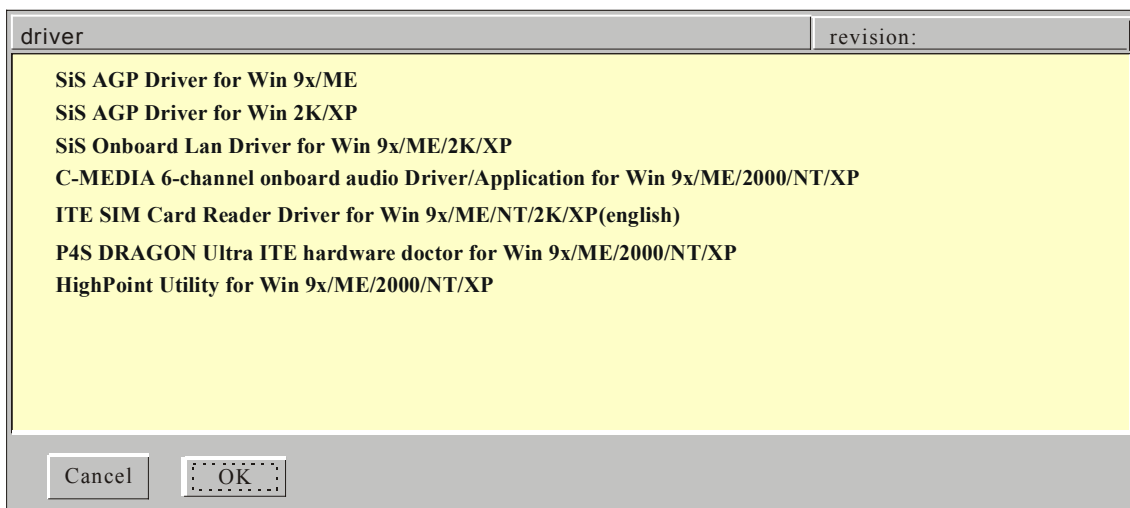 driver revision:
SiS AGP Driver for Win 9x/ME
SiS AGP Driver for Win 2K/XP
SiS Onboard Lan Driver for Win 9x/ME/2K/XP
C-MEDIA 6-channel onboard audio Driver/Application for Win 9x/ME/2000/NT/XP
ITE SIM Card Reader Driver for Win 9x/ME/NT/2K/XP(english)
P4S DRAGON Ultra ITE hardware doctor for Win 9x/ME/2000/NT/XP
HighPoint Utility for Win 9x/ME/2000/NT/XP
Cancel OK